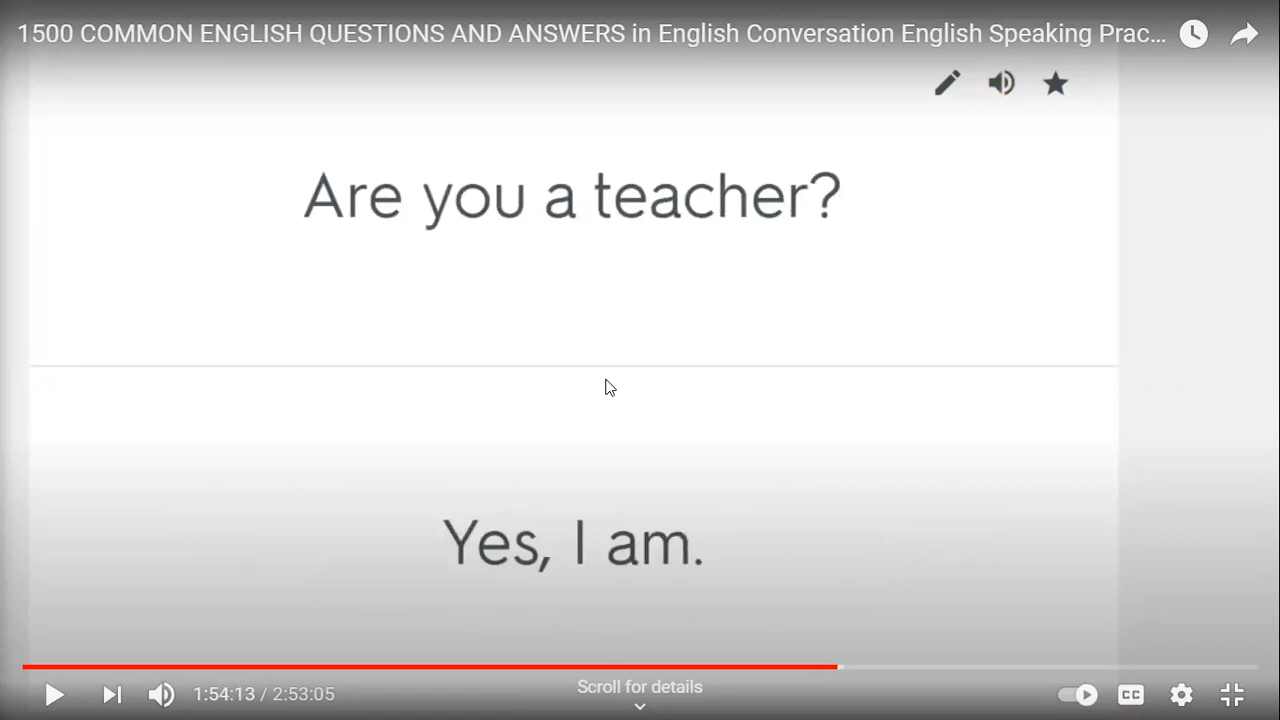 1500 COMMON ENGLISH QUESTIONS AND ANSWERS in English Conversation English Speaking Prac...
Are you a teacher?
Yes, I am.
1:54:13 / 2:53:05
Scroll for details
CC